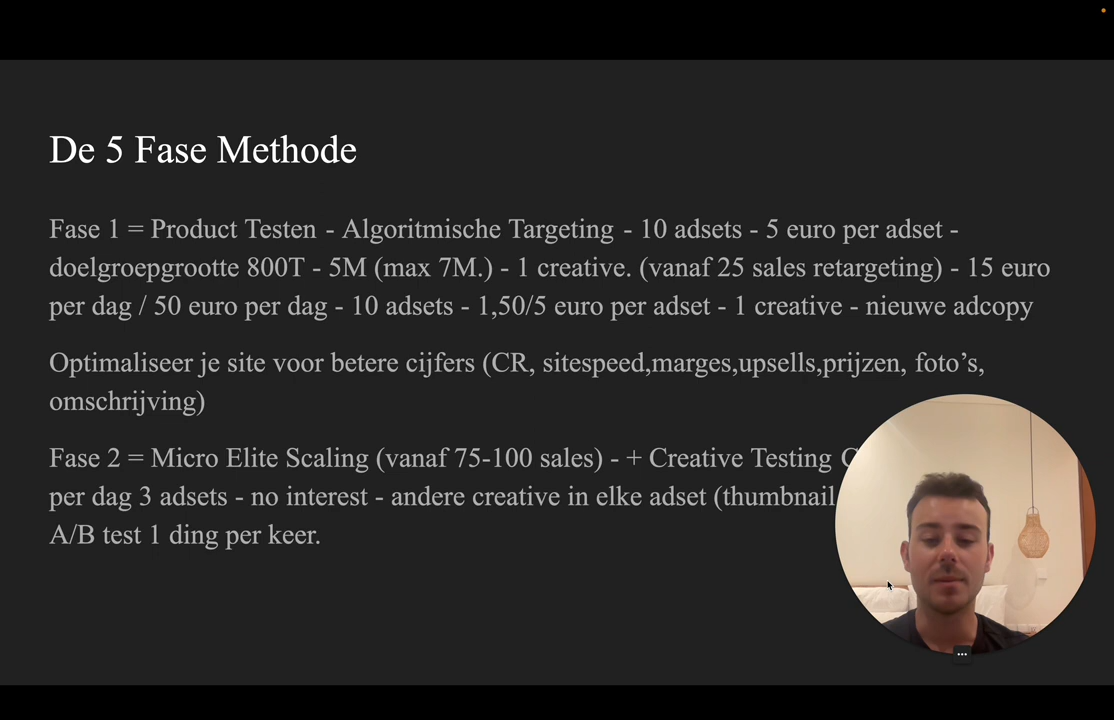 De 5 Fase Methode
Fase 1 = Product Testen - Algoritmische Targeting - 10 adsets - 5 euro per adset -
doelgroepgrootte 800T - 5M (max 7M.) - 1 creative. (vanaf 25 sales retargeting) - 15 euro
per dag / 50 euro per dag - 10 adsets - 1,50/5 euro per adset - 1 creative - nieuwe adcopy
Optimaliseer je site voor betere cijfers (CR, sitespeed,marges,upsells,prijzen, foto’s,
omschrijving)
Fase 2 = Micro Elite Scaling (vanaf 75-100 sales) - + Creative Testing
per dag 3 adsets - no interest - andere creative in elke adset (thumbnail
A/B test 1 ding per keer.